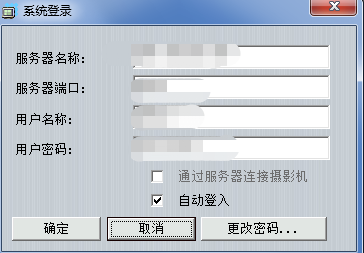 系统登录
服务器名称:
服务器端口:
用户名称:
用户密码:
通过服务器连接摄影机
自动登入
确定 取消 更改密码...